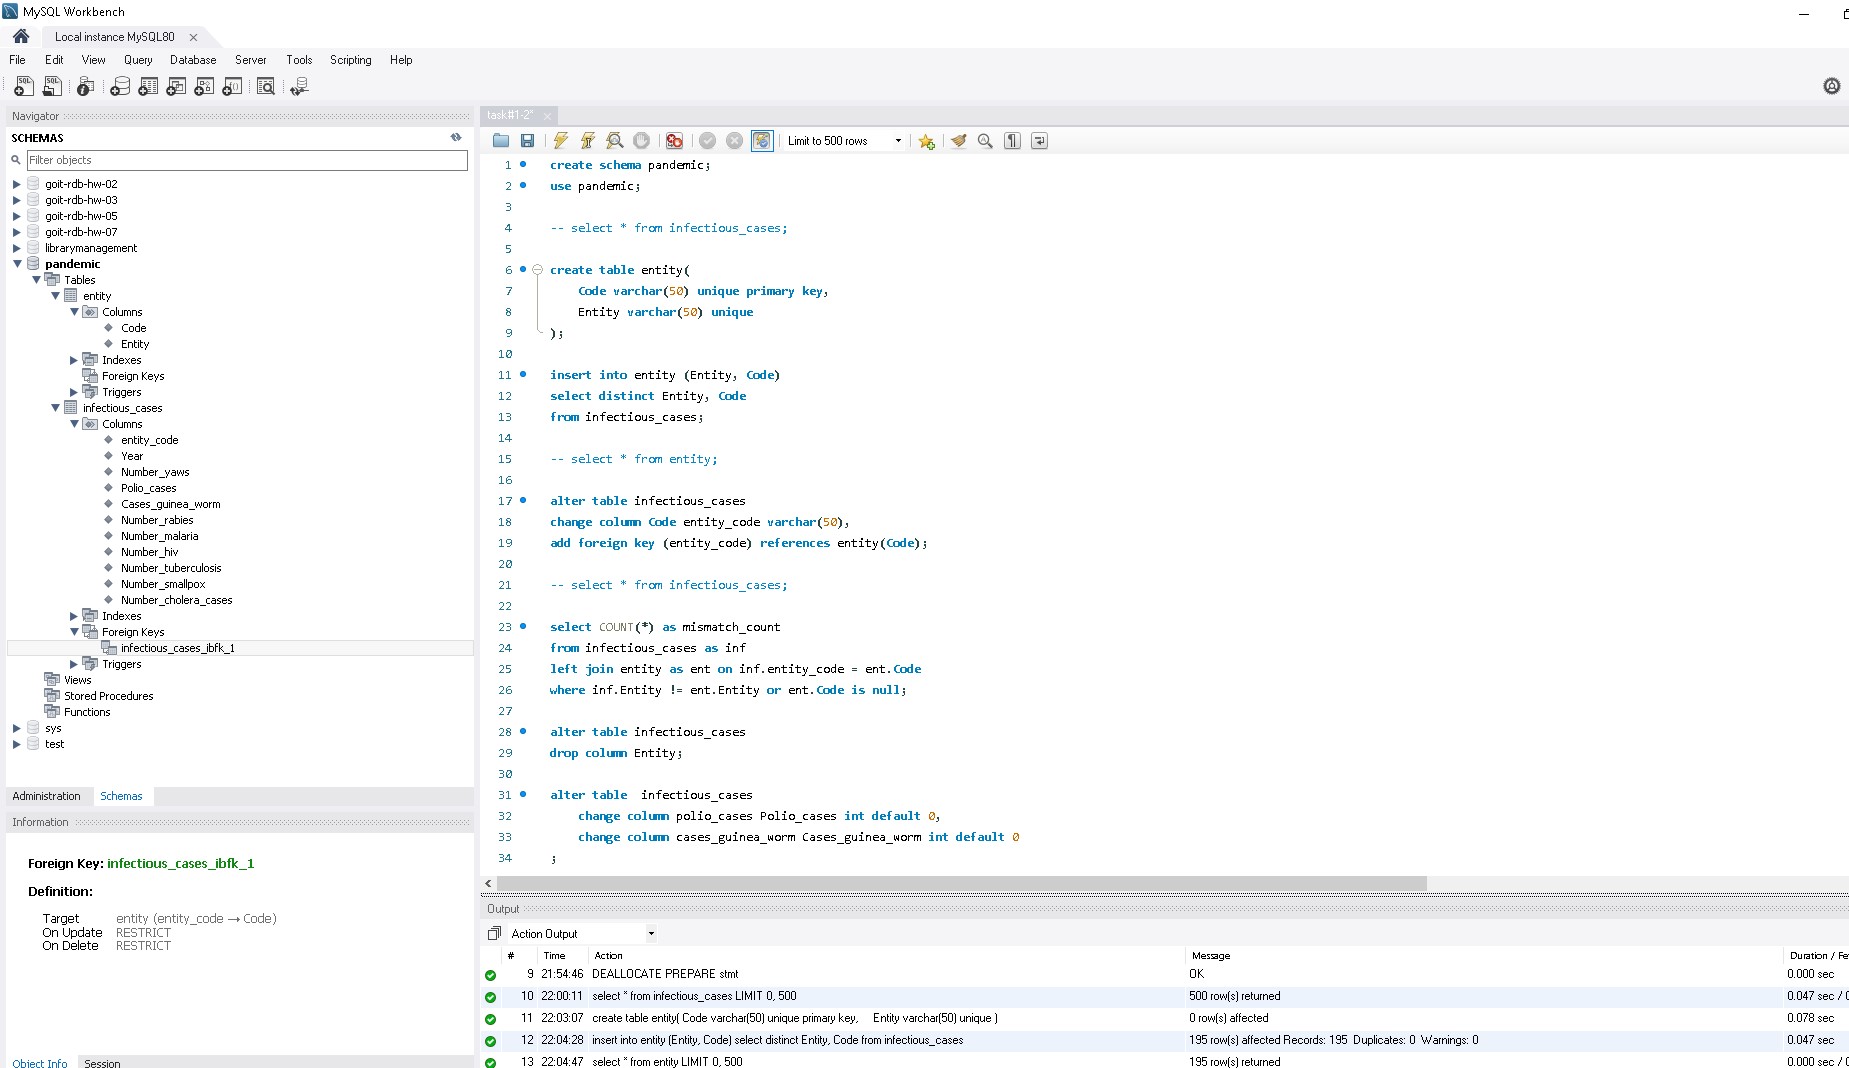 MySQL Workbench
Local instance MySQL80
File Edit View Query Database Server Tools Scripting Help
Navigator
SCHEMAS
Filter objects
goit-rdb-hw-02
goit-rdb-hw-03
goit-rdb-hw-05
goit-rdb-hw-07
librarymanagement
pandemic
Tables
entity
Columns
Code
Entity
Indexes
Foreign Keys
Triggers
infectious_cases
Columns
entity_code
Year
Number_yaws
Polio_cases
Cases_guinea_worm
Number_rabies
Number_malaria
Number_hiv
Number_tuberculosis
Number_smallpox
Number_cholera_cases
Indexes
Foreign Keys
infectious_cases_ibfk_1
Triggers
Views
Stored Procedures
Functions
sys
test
Administration Schemas
Information
Foreign Key: infectious_cases_ibfk_1
Definition:
Target entity (entity_code → Code)
On Update RESTRICT
On Delete RESTRICT
Object Info Session
task#1-2*
Limit to 500 rows
1 create schema pandemic;
2 use pandemic;
3
4 -- select * from infectious_cases;
5
6 create table entity(
7 Code varchar(50) unique primary key,
8 Entity varchar(50) unique
9 );
10
11 insert into entity (Entity, Code)
12 select distinct Entity, Code
13 from infectious_cases;
14
15 -- select * from entity;
16
17 alter table infectious_cases
18 change column Code entity_code varchar(50),
19 add foreign key (entity_code) references entity(Code);
20
21 -- select * from infectious_cases;
22
23 select COUNT(*) as mismatch_count
24 from infectious_cases as inf
25 left join entity as ent on inf.entity_code = ent.Code
26 where inf.Entity != ent.Entity or ent.Code is null;
27
28 alter table infectious_cases
29 drop column Entity;
30
31 alter table  infectious_cases
32 change column polio_cases Polio_cases int default 0,
33 change column cases_guinea_worm Cases_guinea_worm int default 0
34 ;
Output
Action Output
# Time Action Message Duration / Fe
9 21:54:46 DEALLOCATE PREPARE stmt OK 0.000 sec
10 22:00:11 select * from infectious_cases LIMIT 0, 500 500 row(s) returned 0.047 sec / 0
11 22:03:07 create table entity( Code varchar(50) unique primary key, Entity varchar(50) unique ) 0 row(s) affected 0.078 sec
12 22:04:28 insert into entity (Entity, Code) select distinct Entity, Code from infectious_cases 195 row(s) affected Records: 195 Duplicates: 0 Warnings: 0 0.047 sec
13 22:04:47 select * from entity LIMIT 0, 500 195 row(s) returned 0.000 sec / 0